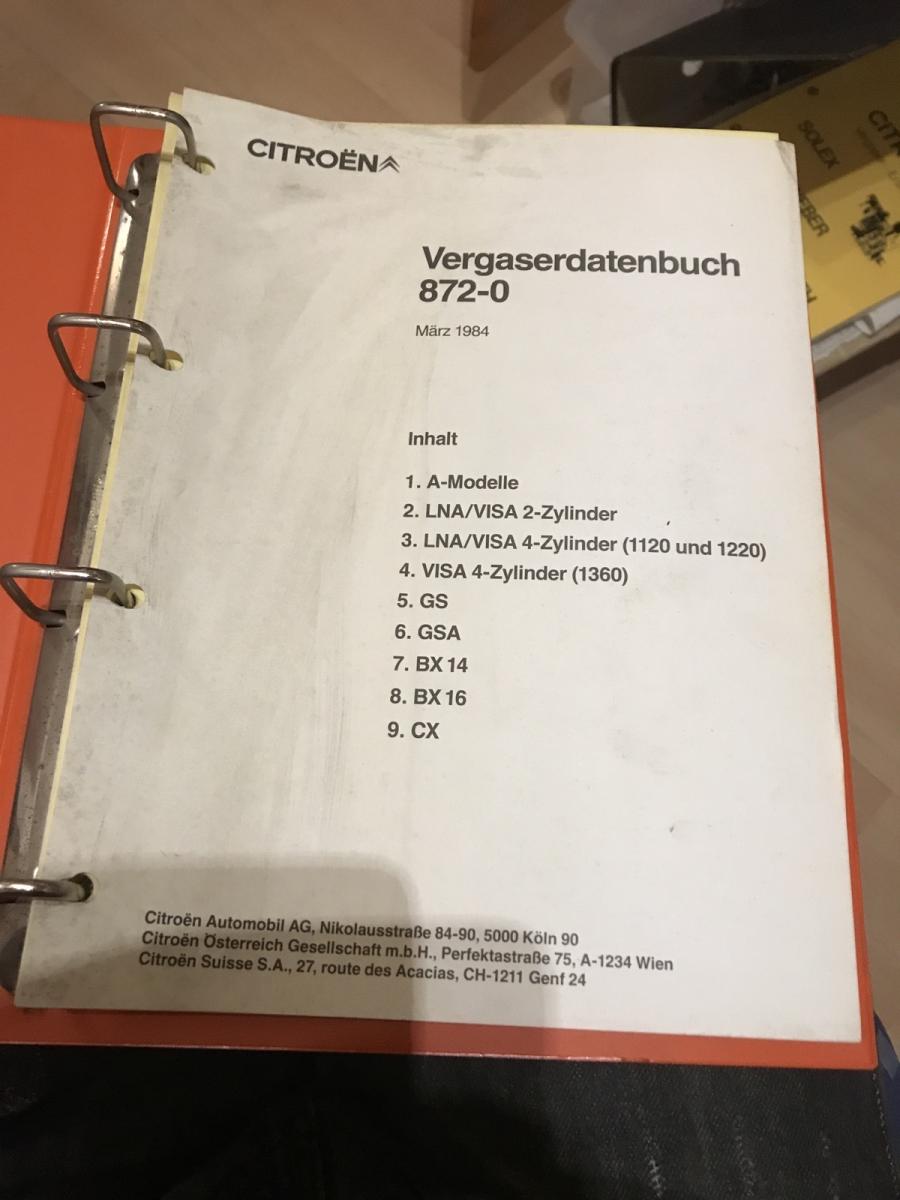 CITROËN
Vergaserdatenbuch
872-0
März 1984
Inhalt
1. A-Modelle
2. LNA/VISA 2-Zylinder
3. LNA/VISA 4-Zylinder (1120 und 1220)
4. VISA 4-Zylinder (1360)
5. GS
6. GSA
7. BX 14
8. BX 16
9. CX
Citroën Automobil AG, Nikolausstraße 84-90, 5000 Köln 90
Citroën Österreich Gesellschaft m.b.H., Perfektastraße 75, A-1234 Wien
Citroën Suisse S.A., 27, route des Acacias, CH-1211 Genf 24
SOLEX